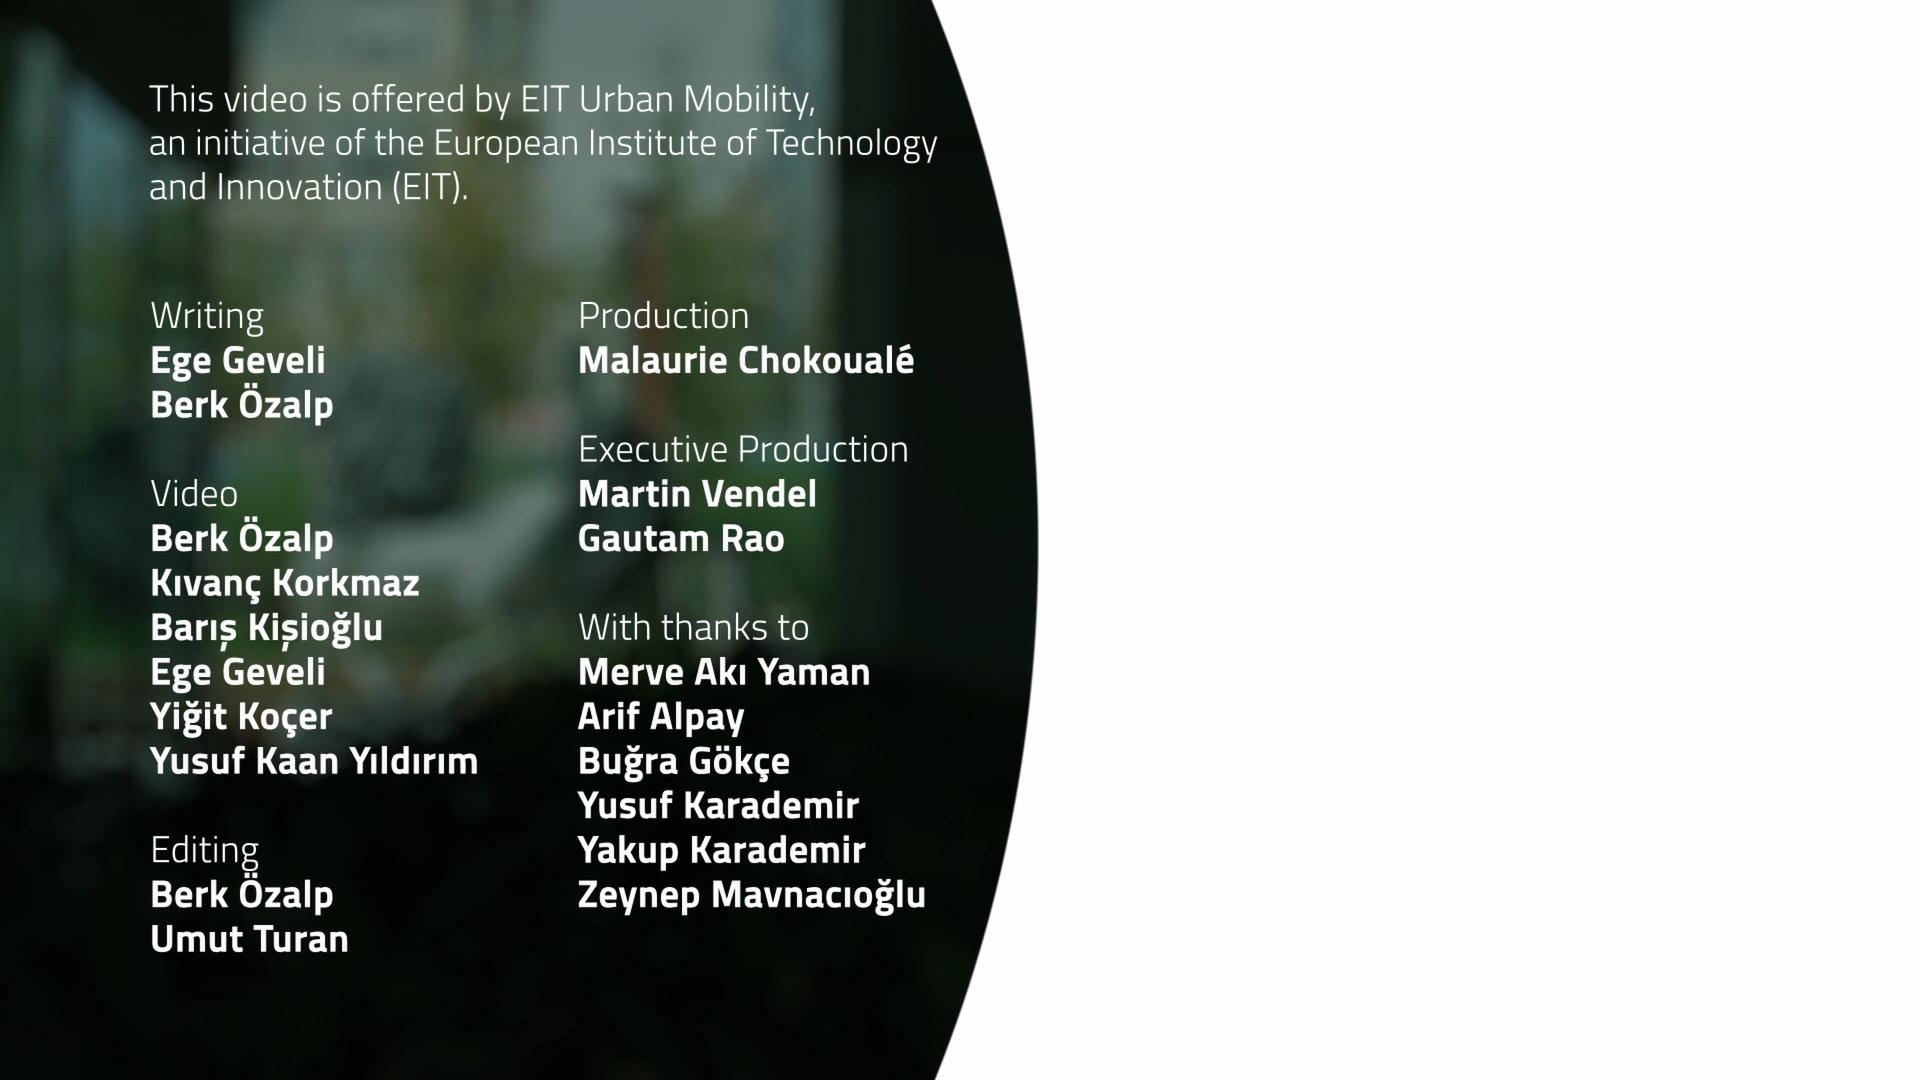 This video is offered by EIT Urban Mobility,
an initiative of the European Institute of Technology
and Innovation (EIT).
Writing
Ege Geveli
Berk Özalp
Video
Berk Özalp
Kıvanç Korkmaz
Barış Kişioğlu
Ege Geveli
Yiğit Koçer
Yusuf Kaan Yıldırım
Editing
Berk Özalp
Umut Turan
Production
Malaurie Chokoualé
Executive Production
Martin Vendel
Gautam Rao
With thanks to
Merve Akı Yaman
Arif Alpay
Buğra Gökçe
Yusuf Karademir
Yakup Karademir
Zeynep Mavnacıoğlu